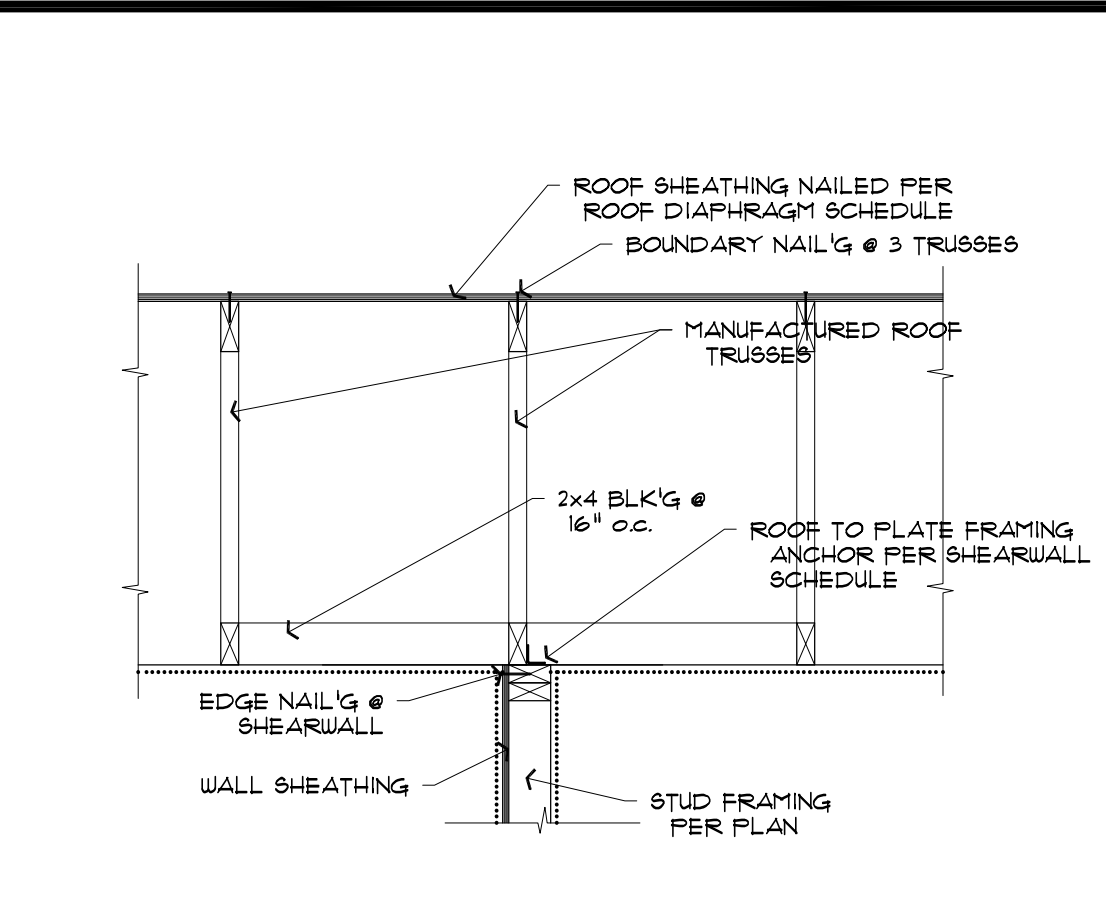 ROOF SHEATHING NAILED PER
ROOF DIAPHRAGM SCHEDULE
BOUNDARY NAIL'G @ 3 TRUSSES
MANUFACTURED ROOF
TRUSSES
2x4 BLK'G @
16" o.c.
ROOF TO PLATE FRAMING
ANCHOR PER SHEARWALL
SCHEDULE
EDGE NAIL'G @
SHEARWALL
WALL SHEATHING
STUD FRAMING
PER PLAN